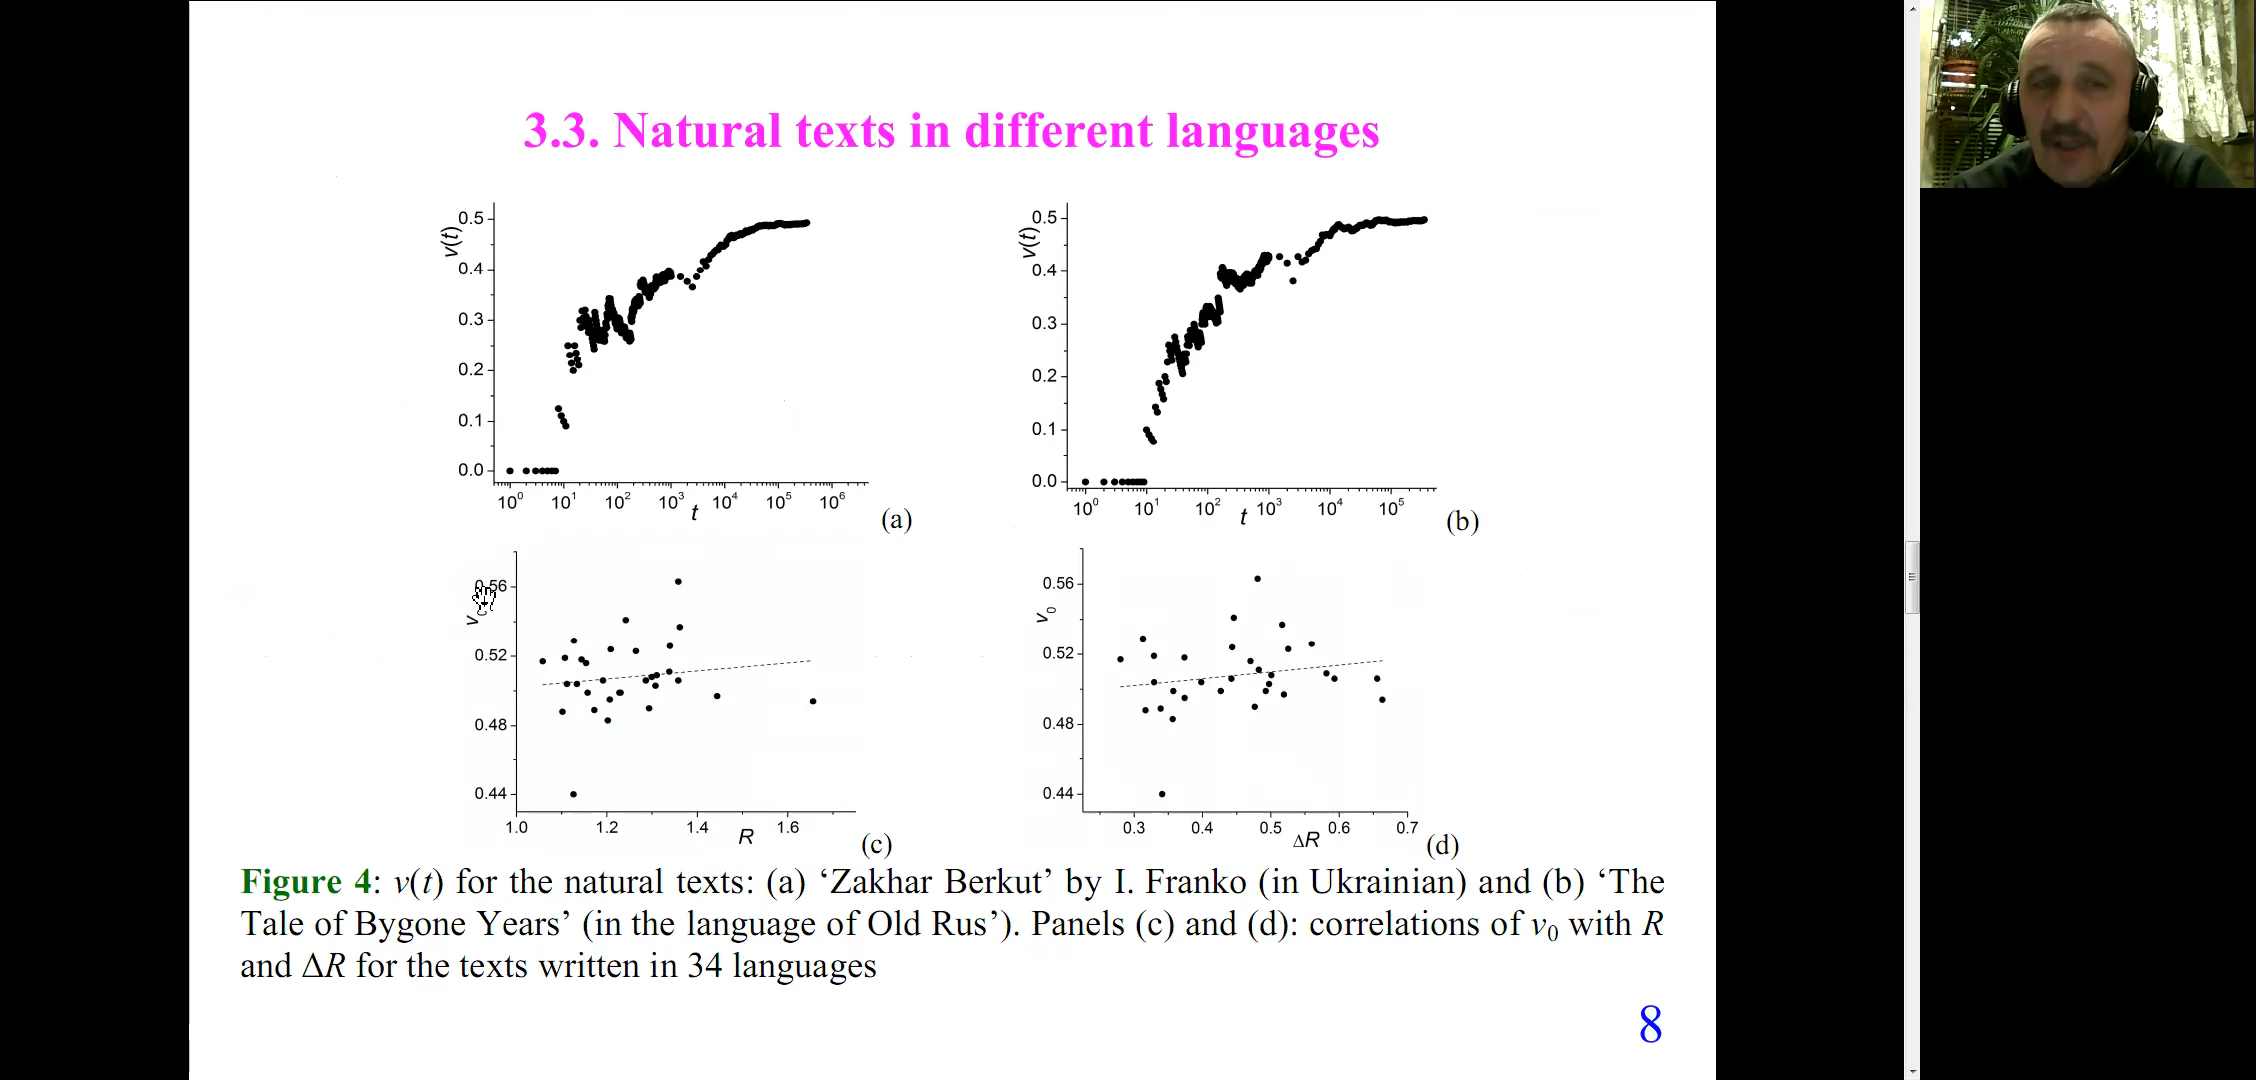 3.3. Natural texts in different languages
v(t)
0.5
0.4
0.3
0.2
0.1
0.0
10⁰ 10¹ 10² 10³ 10⁴ 10⁵ 10⁶
t
(a)
v(t)
0.5
0.4
0.3
0.2
0.1
0.0
10⁰ 10¹ 10² 10³ 10⁴ 10⁵
t
(b)
0.56
0.52
0.48
0.44
1.0 1.2 1.4 1.6
R
(c)
v₀
0.56
0.52
0.48
0.44
0.3 0.4 0.5 0.6 0.7
ΔR
(d)
Figure 4: v(t) for the natural texts: (a) ‘Zakhar Berkut’ by I. Franko (in Ukrainian) and (b) ‘The
Tale of Bygone Years’ (in the language of Old Rus’). Panels (c) and (d): correlations of v₀ with R
and ΔR for the texts written in 34 languages
8